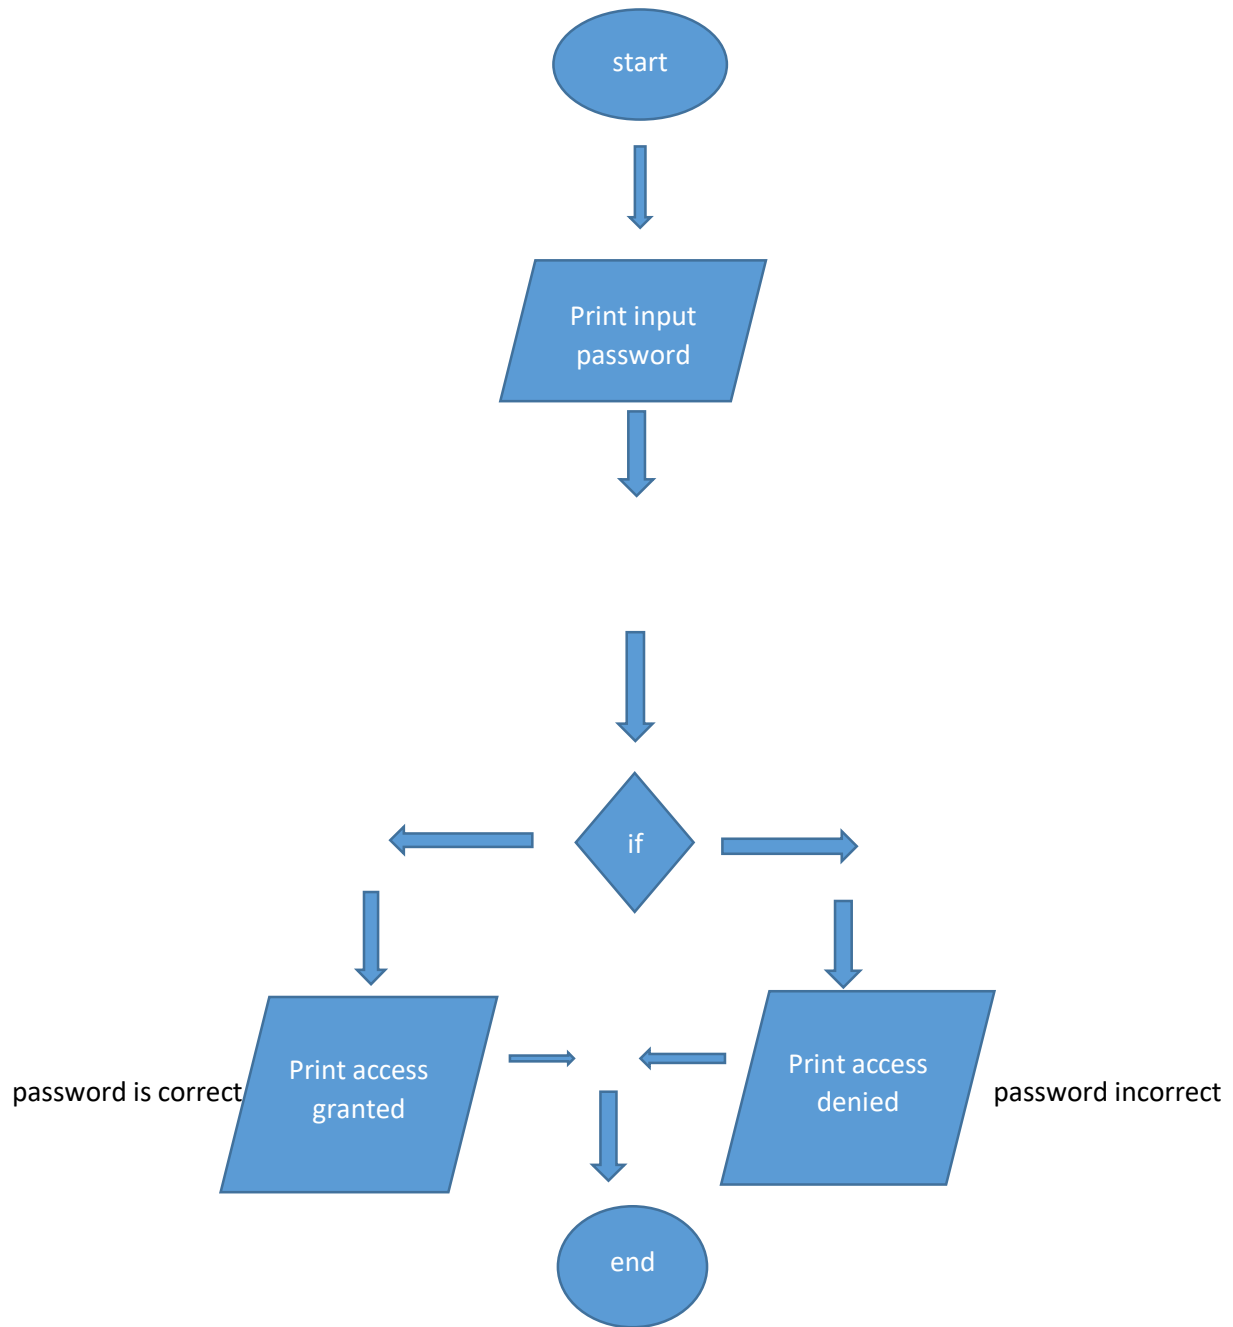 start
Print input
password
if
Print access
granted
password is correct
Print access
denied
password incorrect
end